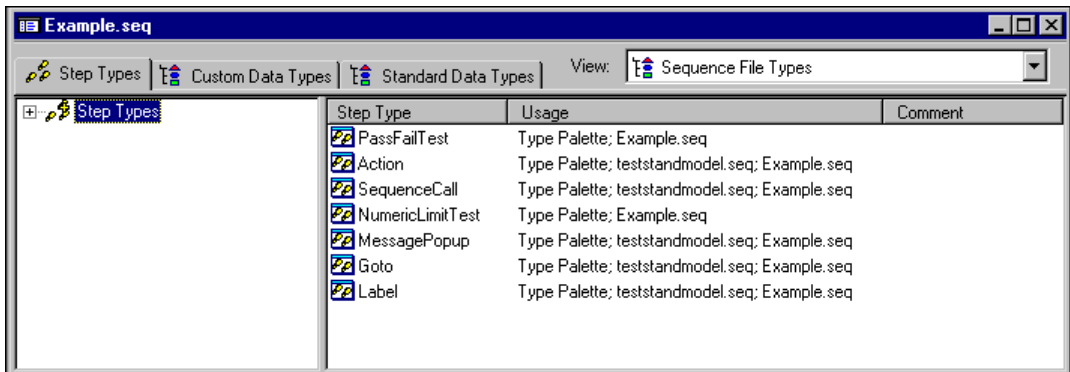 Example.seq
Step Types Custom Data Types Standard Data Types View: Sequence File Types
Step Types
Step Type Usage Comment
PassFailTest Type Palette; Example.seq
Action Type Palette; teststandmodel.seq; Example.seq
SequenceCall Type Palette; teststandmodel.seq; Example.seq
NumericLimitTest Type Palette; Example.seq
MessagePopup Type Palette; teststandmodel.seq; Example.seq
Goto Type Palette; teststandmodel.seq; Example.seq
Label Type Palette; teststandmodel.seq; Example.seq